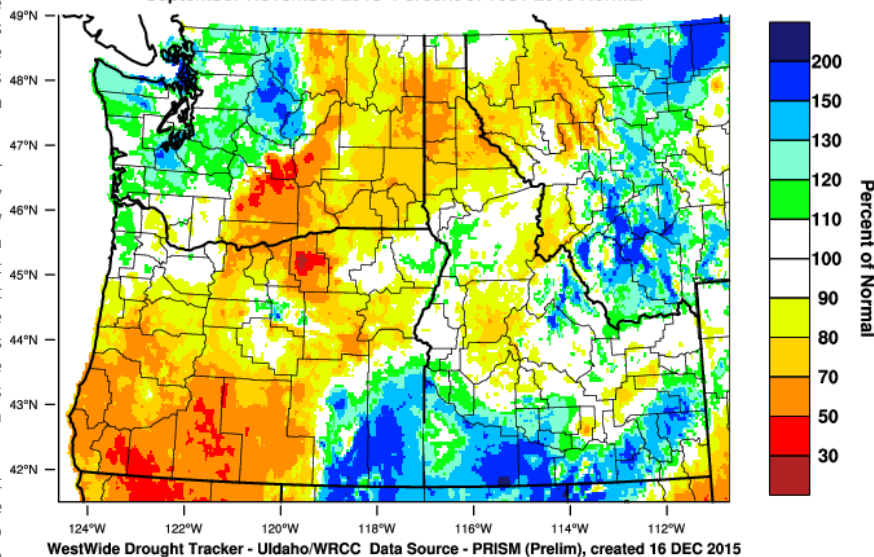 49°N
48°N
47°N
46°N
45°N
44°N
43°N
42°N
124°W 122°W 120°W 118°W 116°W 114°W 112°W
200
150
130
120
110
100
90
80
70
50
30
Percent of Normal
WestWide Drought Tracker - UIdaho/WRCC Data Source - PRISM (Prelim), created 16 DEC 2015